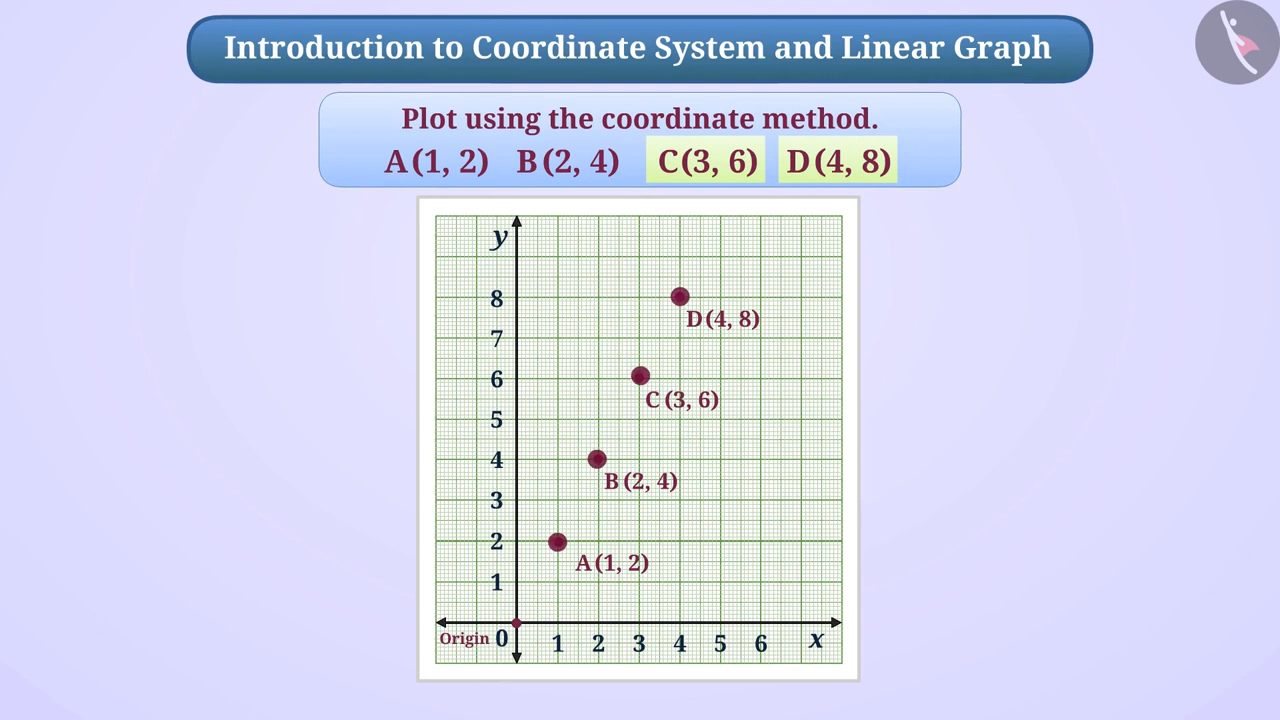 Introduction to Coordinate System and Linear Graph
Plot using the coordinate method.
A(1, 2) B(2, 4) C(3, 6) D(4, 8)
y
8
D(4, 8)
7
6
C(3, 6)
5
4
B(2, 4)
3
2
A(1, 2)
1
Origin 0 1 2 3 4 5 6 x